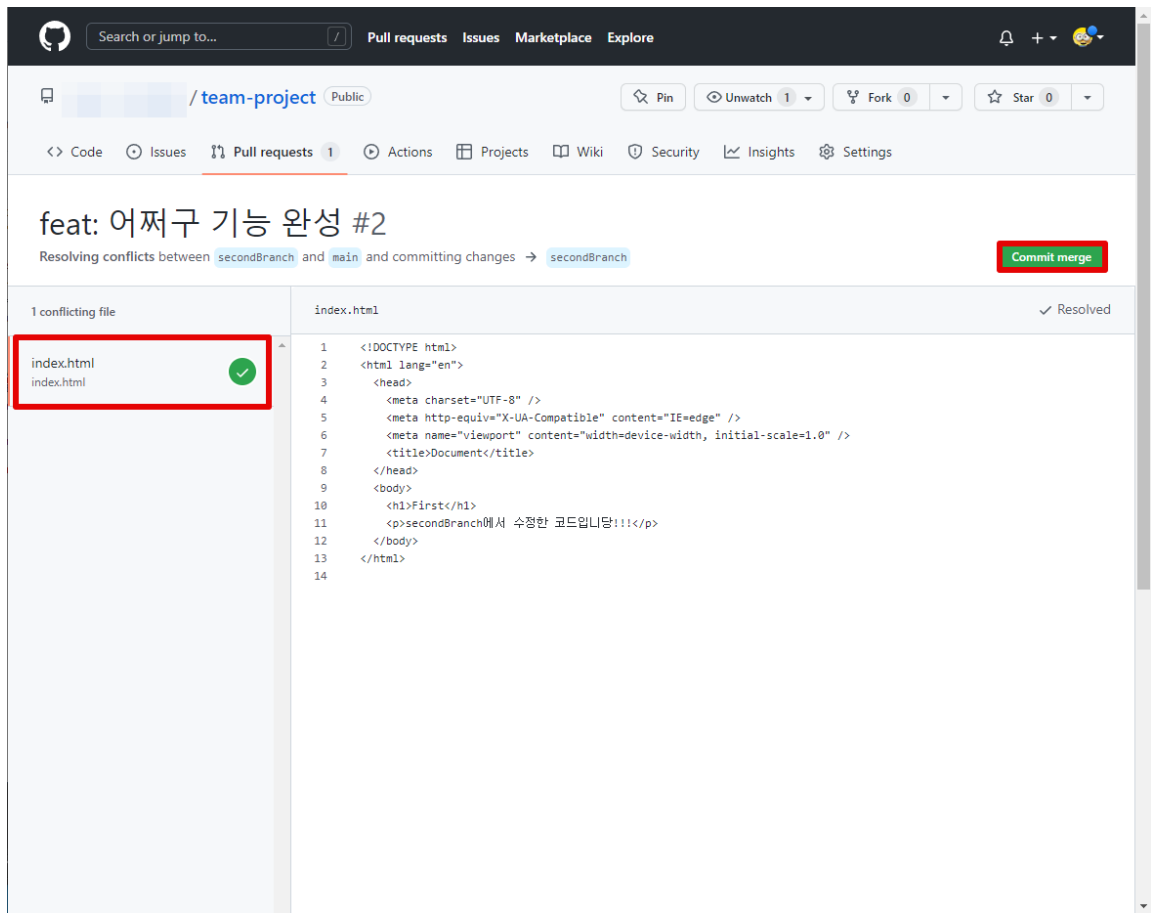 Search or jump to... / Pull requests Issues Marketplace Explore
/ team-project Public Pin Unwatch 1 Fork 0 Star 0
Code Issues Pull requests 1 Actions Projects Wiki Security Insights Settings
feat: 어쩌구 기능 완성 #2
Resolving conflicts between secondBranch and main and committing changes → secondBranch
Commit merge
1 conflicting file
index.html
index.html
index.html
Resolved
1 <!DOCTYPE html>
2 <html lang="en">
3 <head>
4 <meta charset="UTF-8" />
5 <meta http-equiv="X-UA-Compatible" content="IE=edge" />
6 <meta name="viewport" content="width=device-width, initial-scale=1.0" />
7 <title>Document</title>
8 </head>
9 <body>
10 <h1>First</h1>
11 <p>secondBranch에서 수정한 코드입니당!!!</p>
12 </body>
13 </html>
14